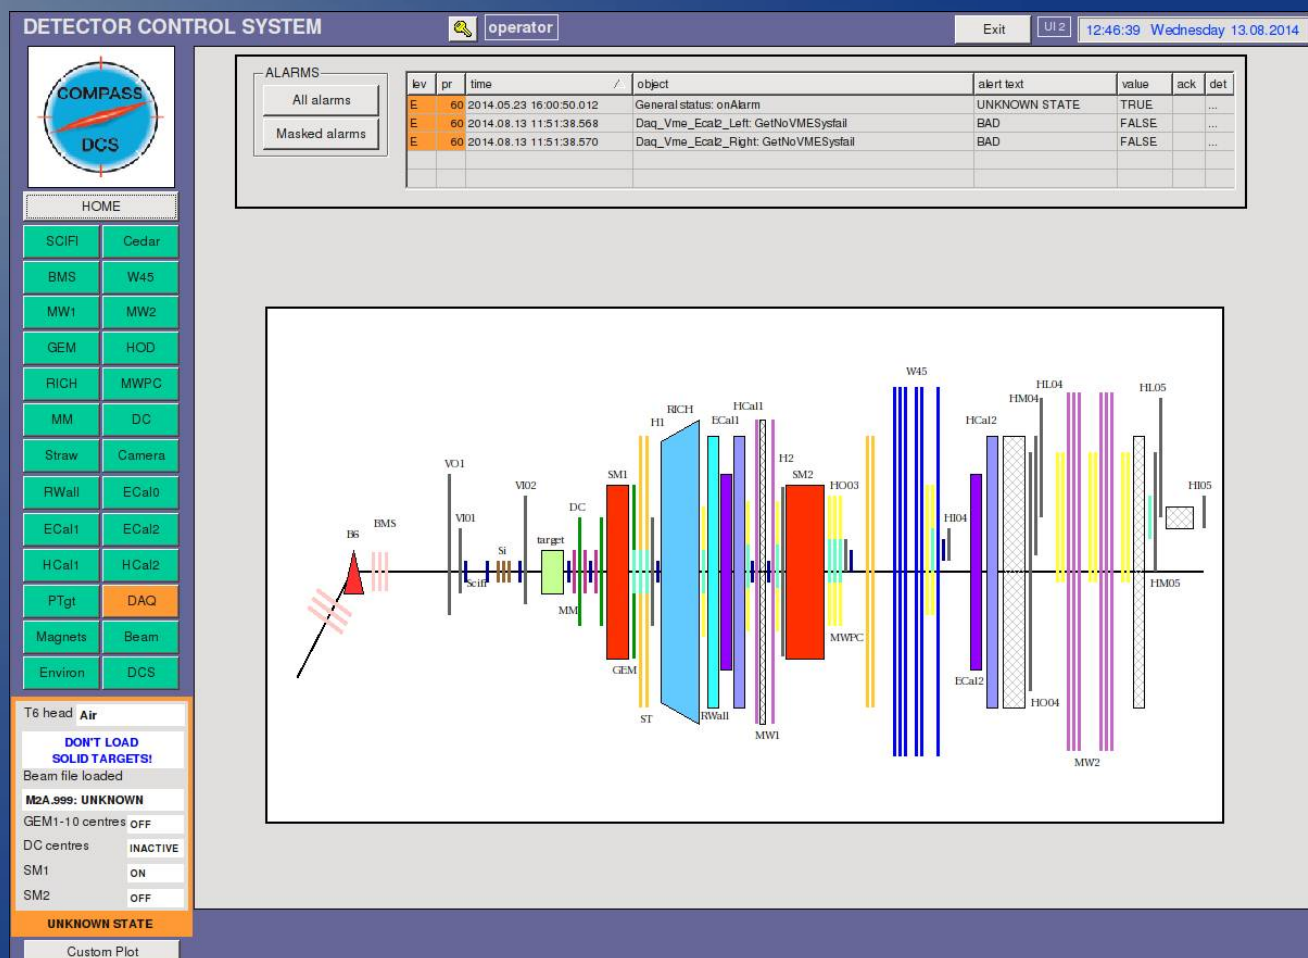 DETECTOR CONTROL SYSTEM
operator
Exit
UI 2
12:46:39 Wednesday 13.08.2014
COMPASS
DCS
ALARMS
All alarms
Masked alarms
lev pr time object alert text value ack det
E 60 2014.05.23 16:00:50.012 General status: onAlarm UNKNOWN STATE TRUE ...
E 60 2014.08.13 11:51:38.568 Daq_Vme_Ecal2_Left: GetNoVMESysfail BAD FALSE ...
E 60 2014.08.13 11:51:38.570 Daq_Vme_Ecal2_Right: GetNoVMESysfail BAD FALSE ...
HOME
SCIFI Cedar
BMS W45
MW1 MW2
GEM HOD
RICH MWPC
MM DC
Straw Camera
RWall ECal0
ECal1 ECal2
HCal1 HCal2
PTgt DAQ
Magnets Beam
Environ DCS
T6 head Air
DON'T LOAD
SOLID TARGETS!
Beam file loaded
M2A.999: UNKNOWN
GEM1-10 centres OFF
DC centres INACTIVE
SM1 ON
SM2 OFF
UNKNOWN STATE
Custom Plot
W45
HL04
HL05
HM04
RICH
HCal1
H1
ECal1
HCal2
VO1
H2
SM1
SM2
VI02
HO03
HI05
DC
VI01
HI04
BMS
B6
target
Si
Scifi
HM05
MM
MWPC
GEM
ECal2
HO04
ST
RWall
MW1
MW2